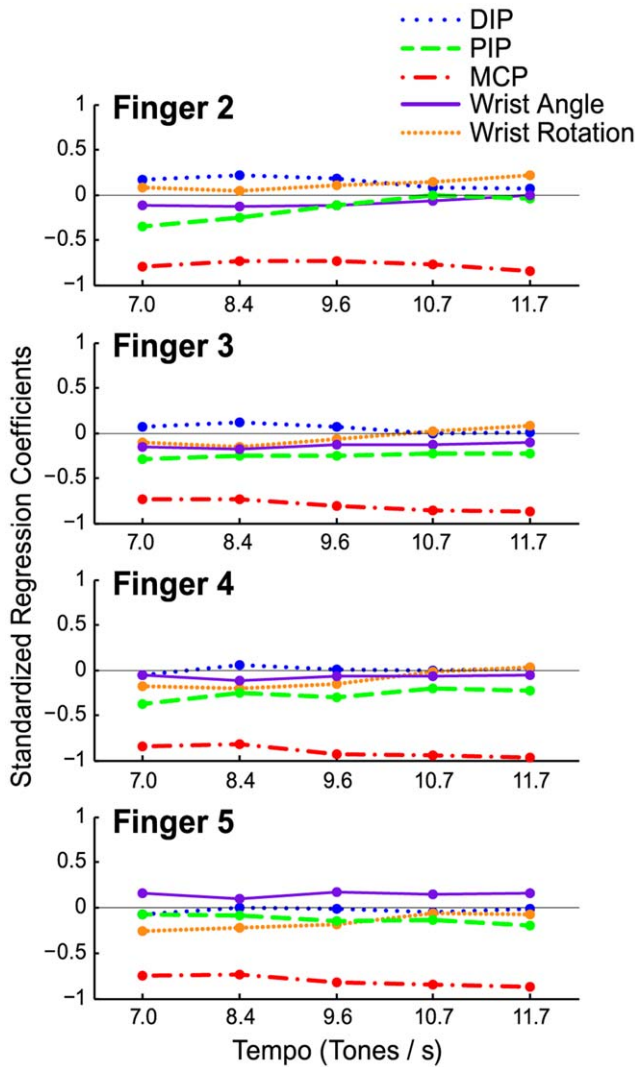 DIP
PIP
MCP
Wrist Angle
Wrist Rotation
Standardized Regression Coefficients
Finger 2
1
0.5
0
−0.5
−1
7.0 8.4 9.6 10.7 11.7
Finger 3
1
0.5
0
−0.5
−1
7.0 8.4 9.6 10.7 11.7
Finger 4
1
0.5
0
−0.5
−1
7.0 8.4 9.6 10.7 11.7
Finger 5
1
0.5
0
−0.5
−1
7.0 8.4 9.6 10.7 11.7
Tempo (Tones / s)